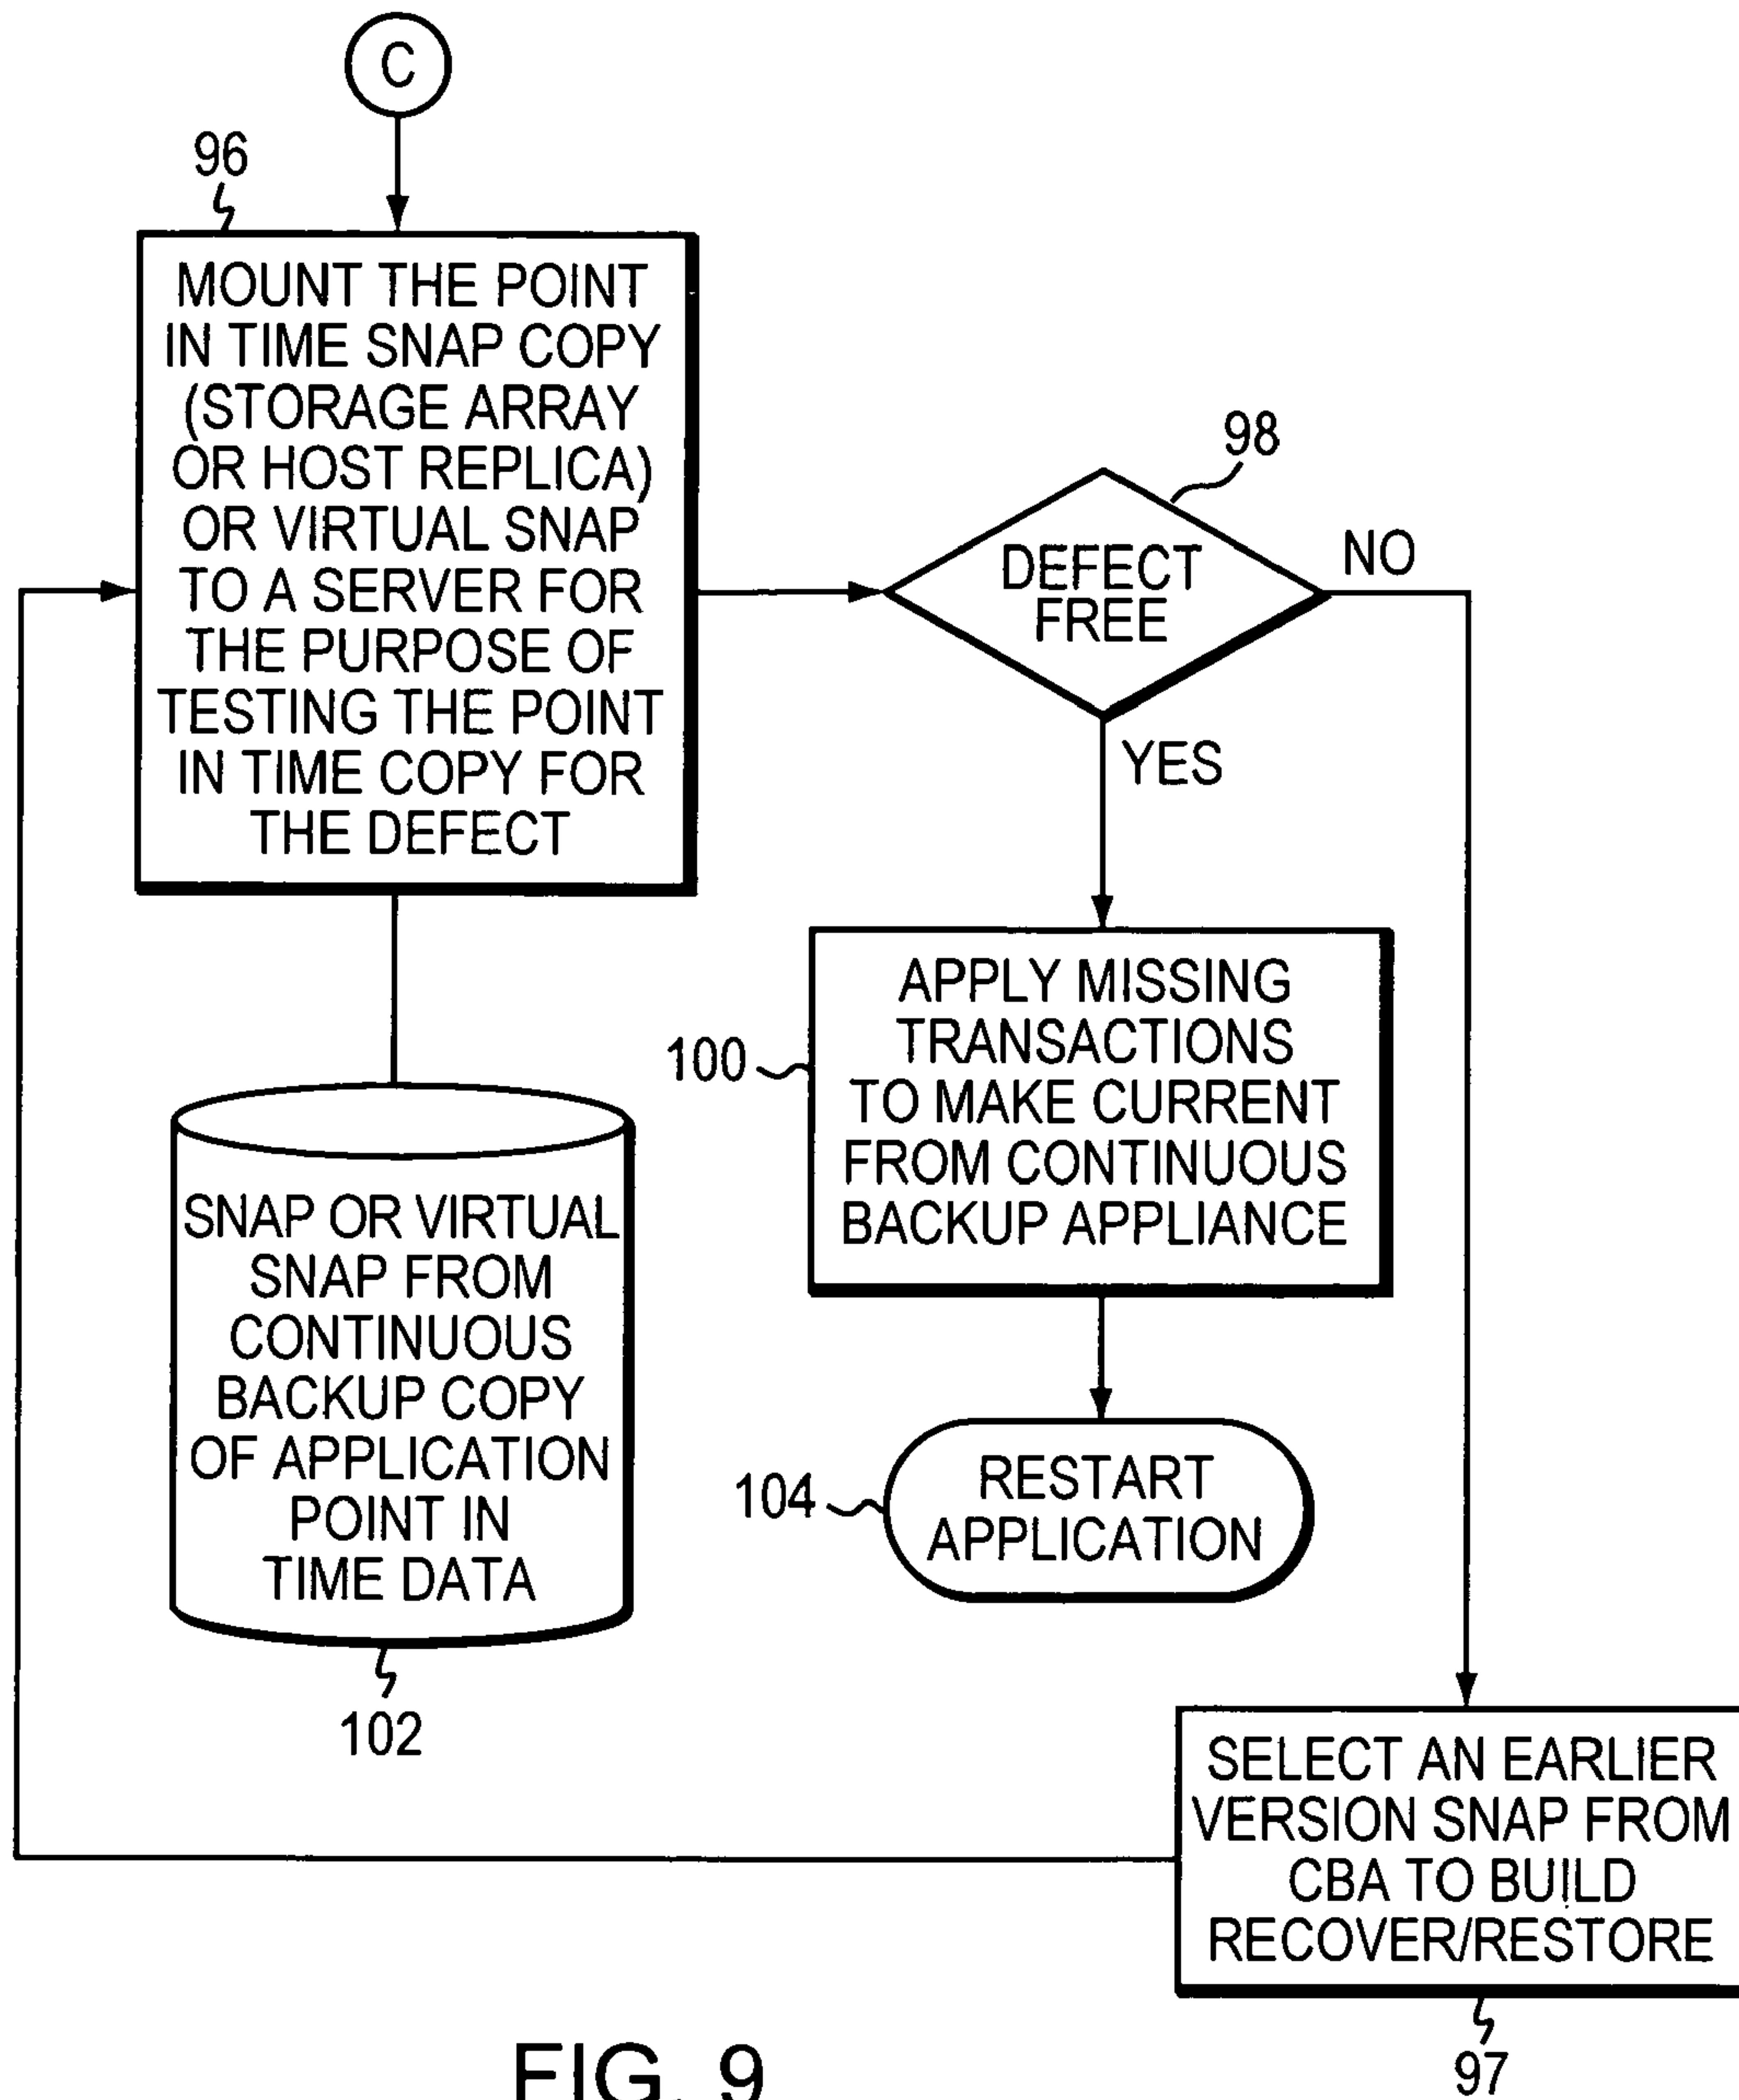 C
96
MOUNT THE POINT
IN TIME SNAP COPY
(STORAGE ARRAY
OR HOST REPLICA)
OR VIRTUAL SNAP
TO A SERVER FOR
THE PURPOSE OF
TESTING THE POINT
IN TIME COPY FOR
THE DEFECT
98
DEFECT
FREE
NO
YES
100
APPLY MISSING
TRANSACTIONS
TO MAKE CURRENT
FROM CONTINUOUS
BACKUP APPLIANCE
SNAP OR VIRTUAL
SNAP FROM
CONTINUOUS
BACKUP COPY
OF APPLICATION
POINT IN
TIME DATA
102
104
RESTART
APPLICATION
SELECT AN EARLIER
VERSION SNAP FROM
CBA TO BUILD
RECOVER/RESTORE
97
FIG. 9